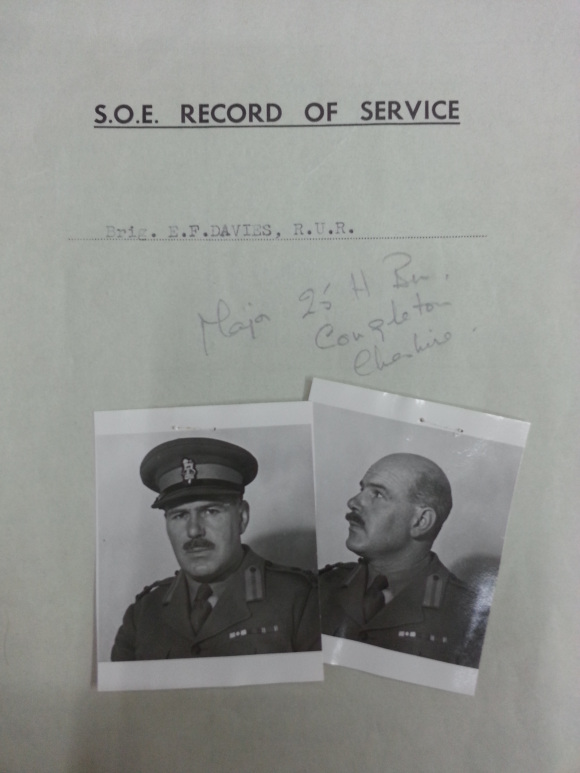 S.O.E. RECORD OF SERVICE
Brig. E.F.DAVIES, R.U.R.
Major 25 H Bn.
Congleton
Cheshire.